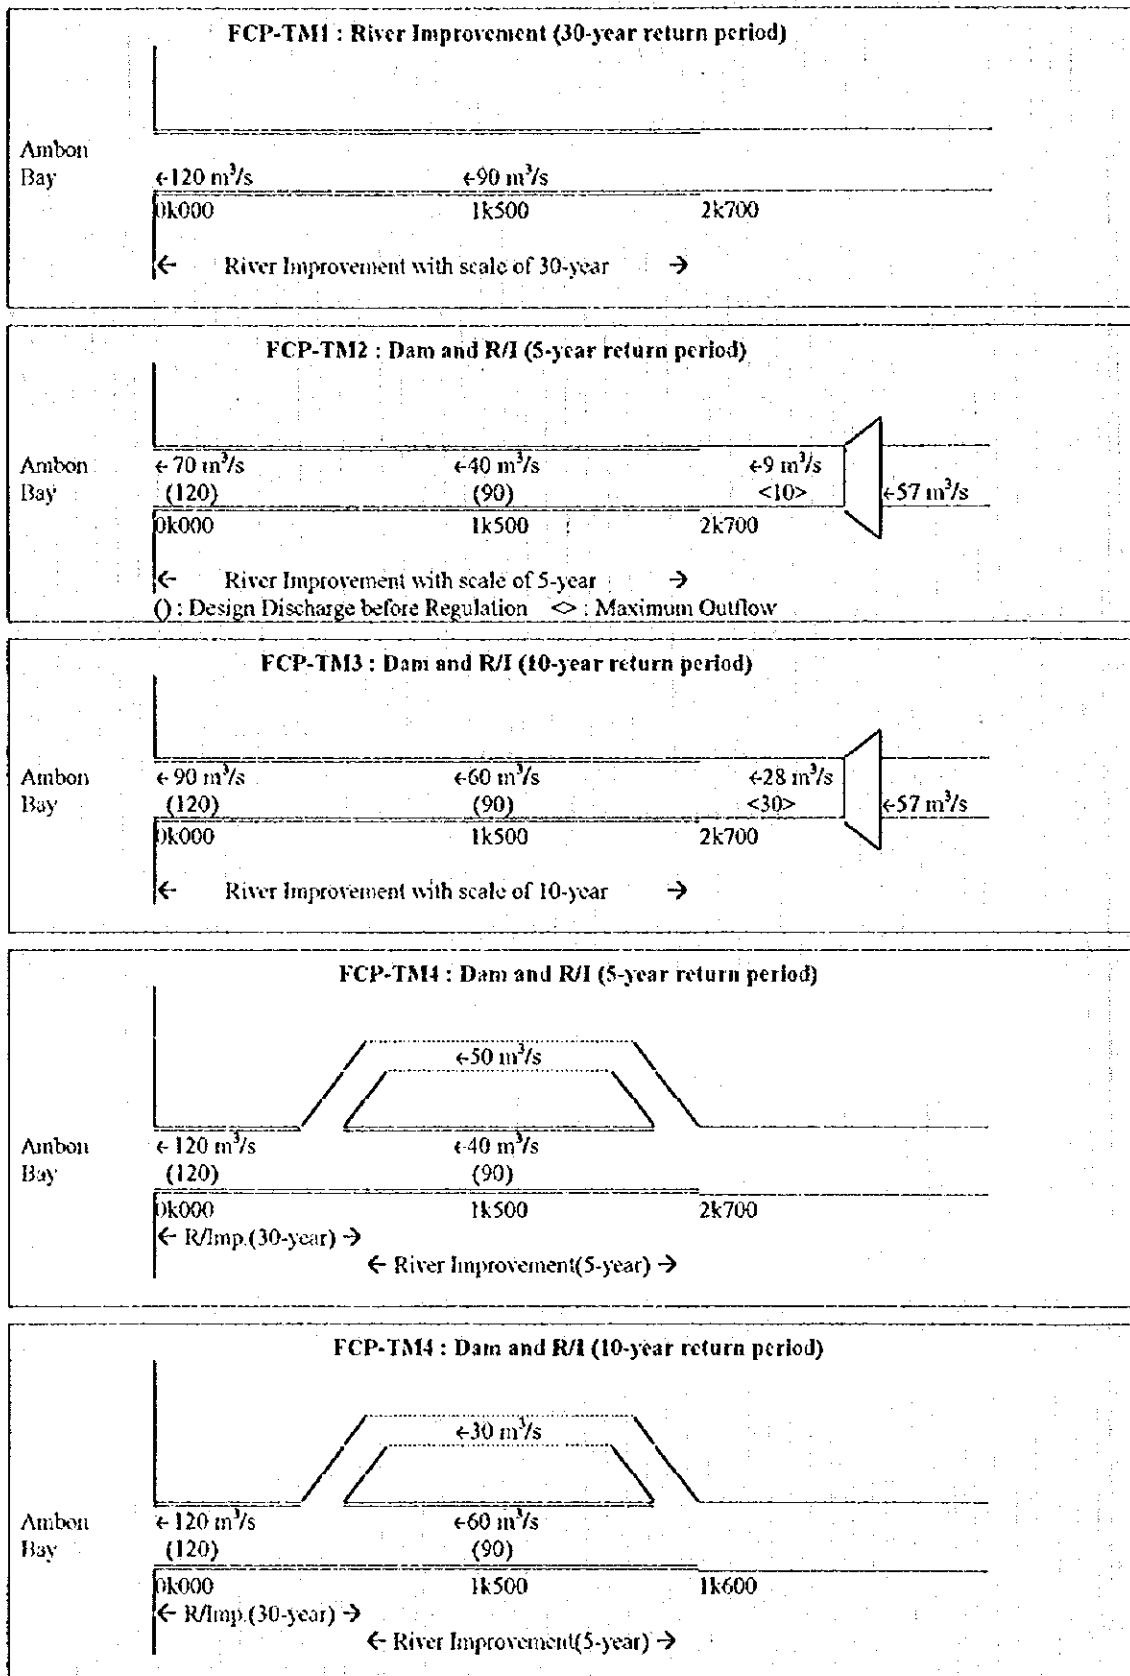 FCP-TM1 : River Improvement (30-year return period)
Ambon
Bay
←120 m³/s ←90 m³/s
0k000 1k500 2k700
← River Improvement with scale of 30-year →
FCP-TM2 : Dam and R/I (5-year return period)
Ambon
Bay
←70 m³/s ←40 m³/s ←9 m³/s
(120) (90) <10> ←57 m³/s
0k000 1k500 2k700
← River Improvement with scale of 5-year →
() : Design Discharge before Regulation <> : Maximum Outflow
FCP-TM3 : Dam and R/I (10-year return period)
Ambon
Bay
←90 m³/s ←60 m³/s ←28 m³/s
(120) (90) <30> ←57 m³/s
0k000 1k500 2k700
← River Improvement with scale of 10-year →
FCP-TM4 : Dam and R/I (5-year return period)
←50 m³/s
Ambon
Bay
←120 m³/s ←40 m³/s
(120) (90)
0k000 1k500 2k700
← R/Imp.(30-year) →
← River Improvement(5-year) →
FCP-TM4 : Dam and R/I (10-year return period)
←30 m³/s
Ambon
Bay
←120 m³/s ←60 m³/s
(120) (90)
0k000 1k500 1k600
← R/Imp.(30-year) →
← River Improvement(5-year) →